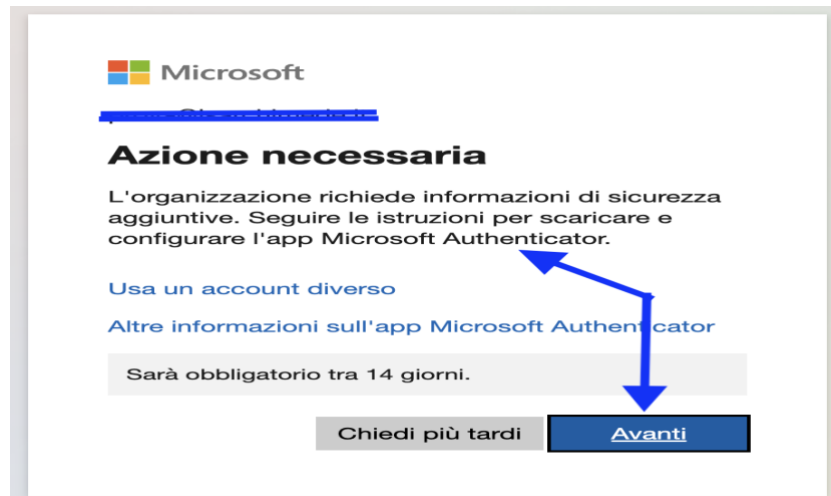 Microsoft
Azione necessaria
L'organizzazione richiede informazioni di sicurezza
aggiuntive. Seguire le istruzioni per scaricare e
configurare l'app Microsoft Authenticator.
Usa un account diverso
Altre informazioni sull'app Microsoft Authenticator
Sarà obbligatorio tra 14 giorni.
Chiedi più tardi
Avanti